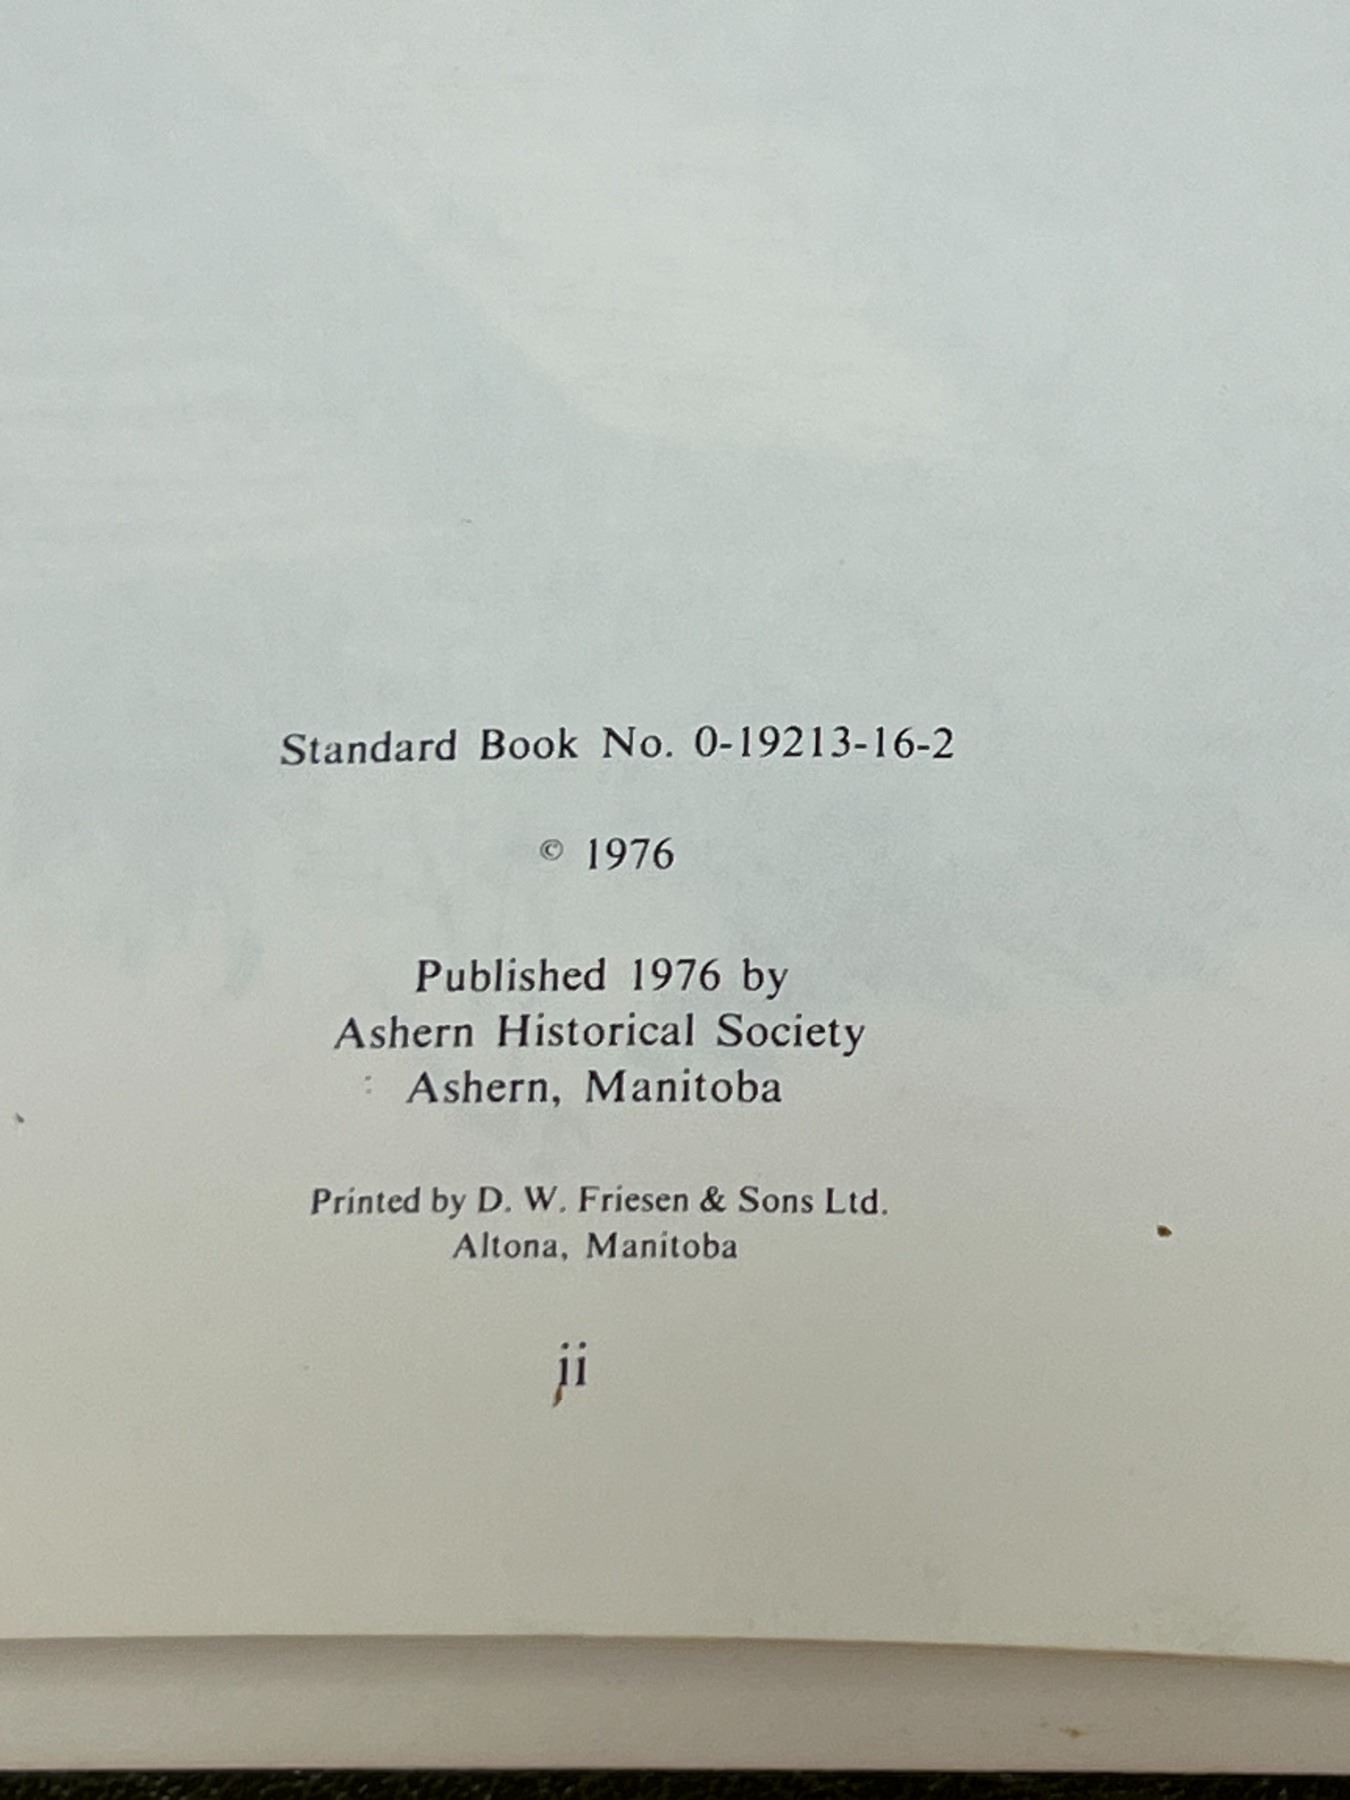 Standard Book No. 0-19213-16-2
© 1976
Published 1976 by
Ashern Historical Society
Ashern, Manitoba
Printed by D. W. Friesen & Sons Ltd.
Altona, Manitoba
ii